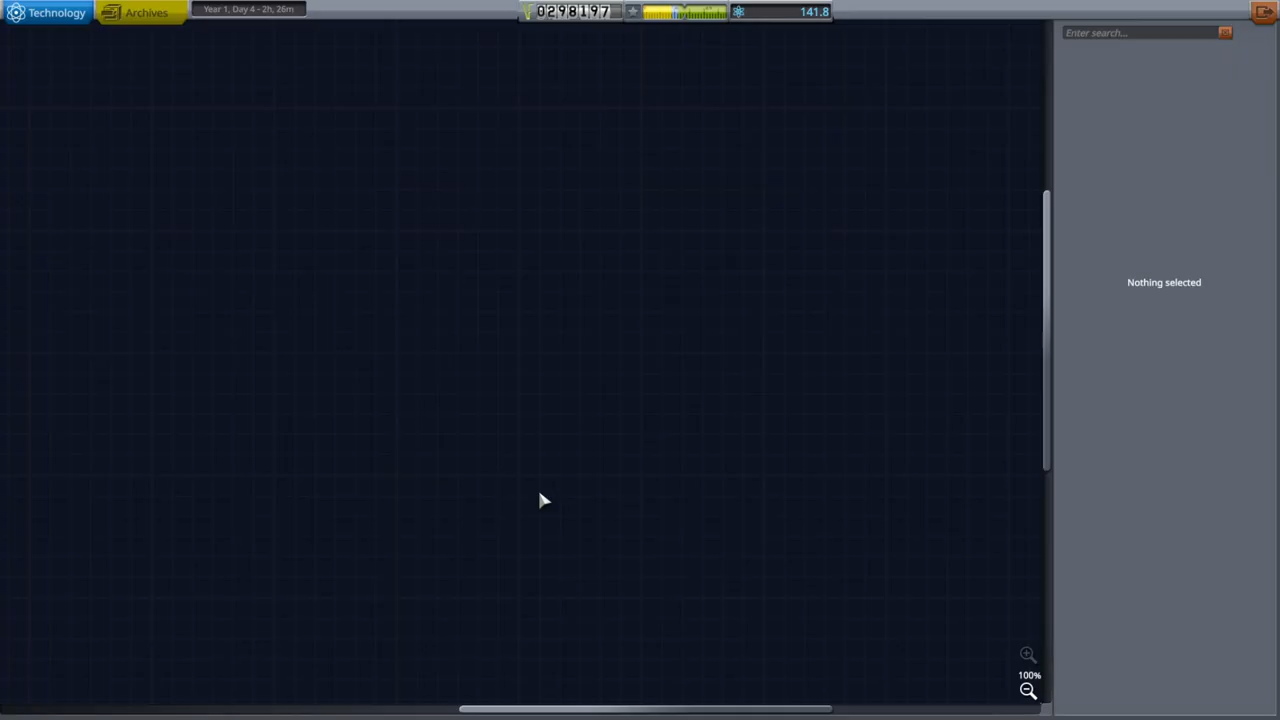 Technology
Archives
Year 1, Day 4 - 2h, 26m
0298197
141.8
Enter search...
Nothing selected
100%